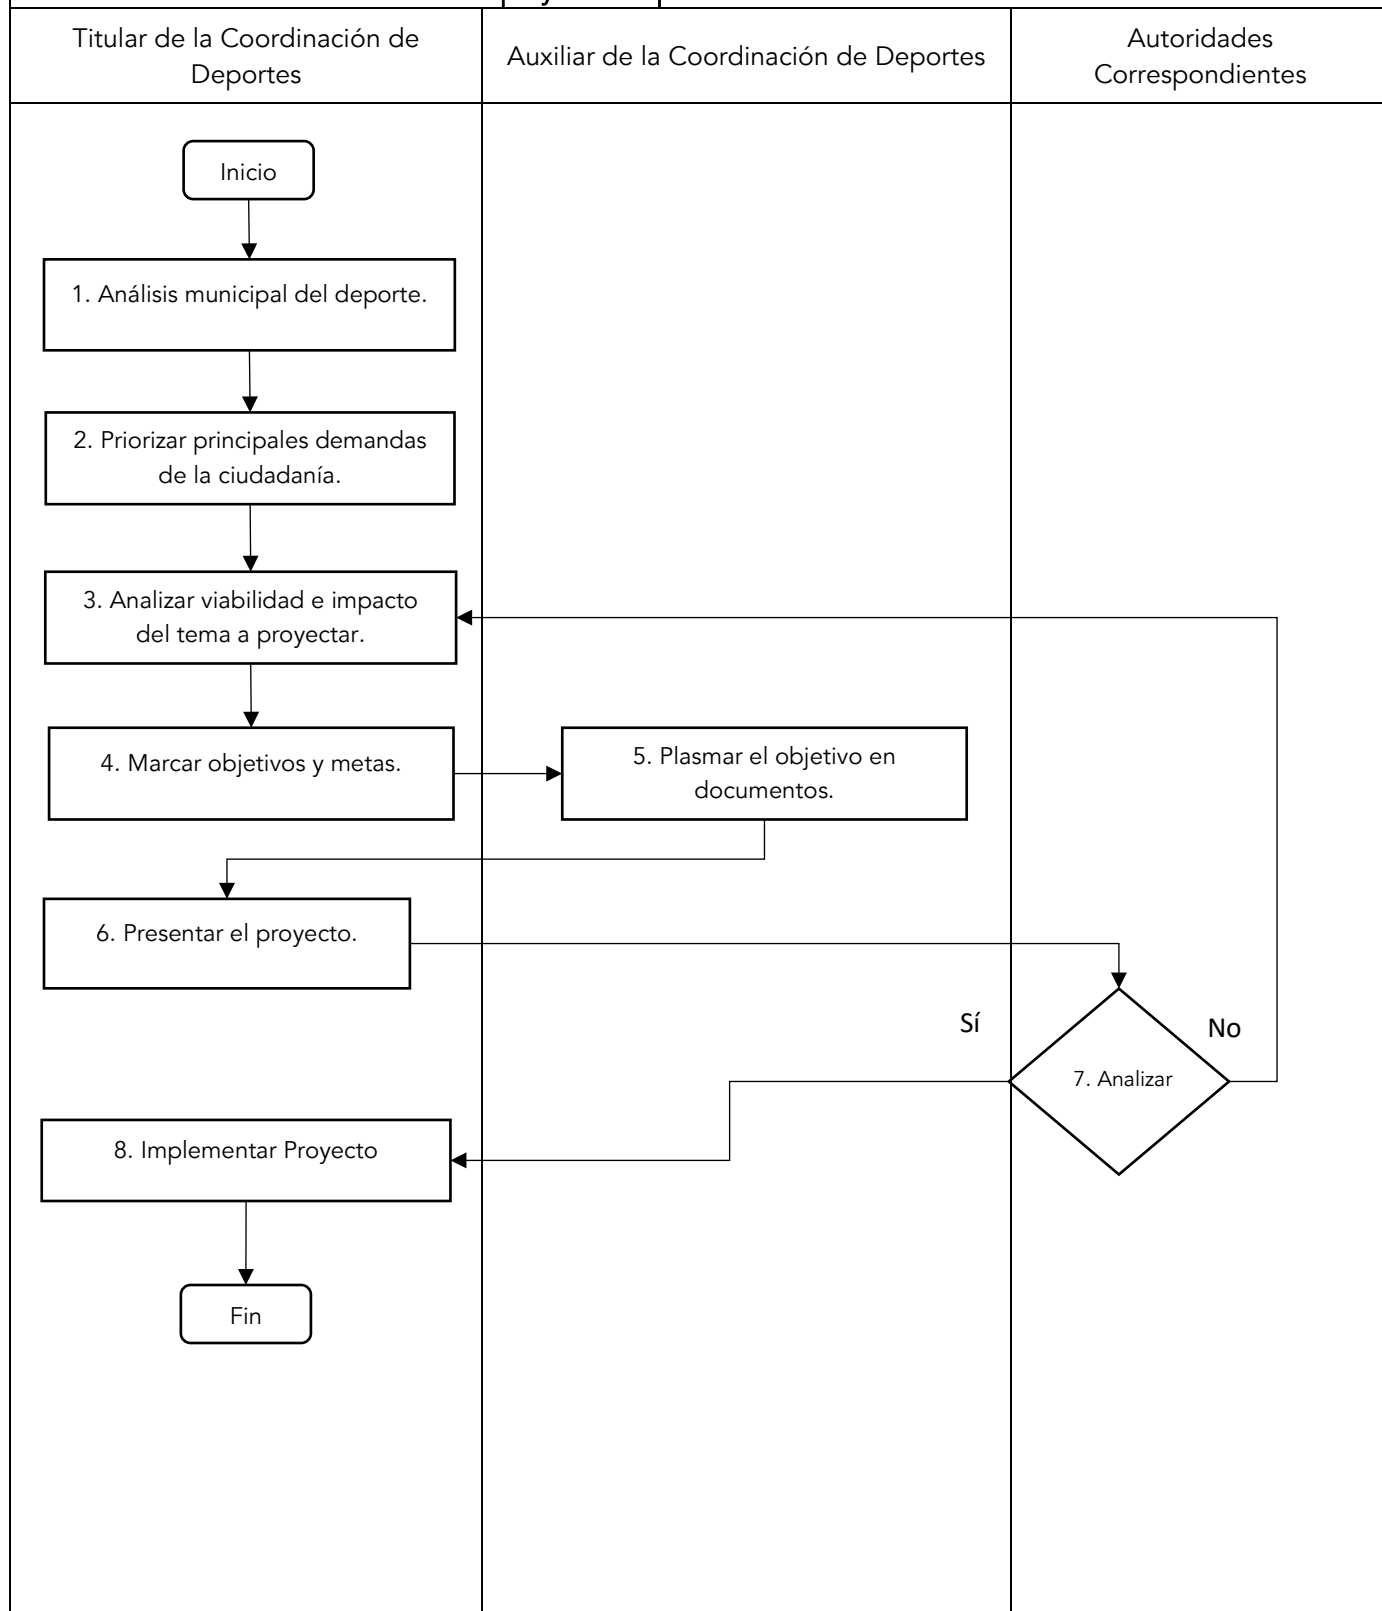 Titular de la Coordinación de
Deportes
Auxiliar de la Coordinación de Deportes
Autoridades
Correspondientes
Inicio
1. Análisis municipal del deporte.
2. Priorizar principales demandas
de la ciudadanía.
3. Analizar viabilidad e impacto
del tema a proyectar.
4. Marcar objetivos y metas.
5. Plasmar el objetivo en
documentos.
6. Presentar el proyecto.
Sí
No
7. Analizar
8. Implementar Proyecto
Fin